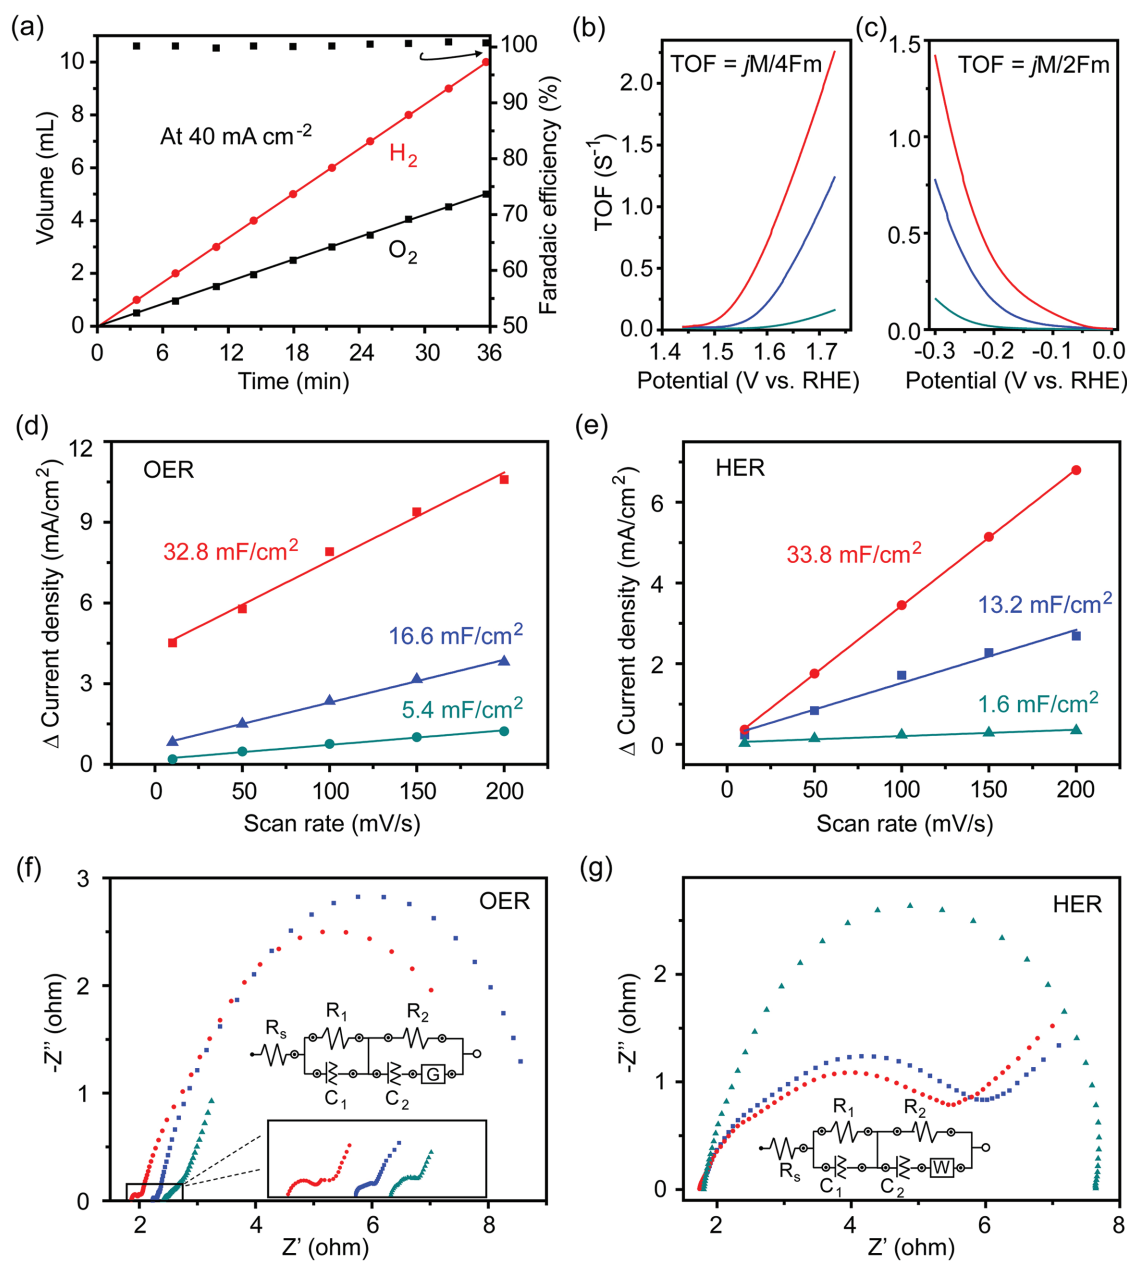 (a)
10
8
6
4
2
0
Volume (mL)
100
90
80
70
60
50
Faradaic efficiency (%)
At 40 mA cm-2
H2
O2
0 6 12 18 24 30 36
Time (min)
(b)
TOF = jM/4Fm
2.0
1.5
1.0
0.5
0.0
TOF (S-1)
1.4 1.5 1.6 1.7
Potential (V vs. RHE)
(c)
TOF = jM/2Fm
1.5
1.0
0.5
0.0
-0.3 -0.2 -0.1 0.0
Potential (V vs. RHE)
(d)
OER
12
9
6
3
0
Δ Current density (mA/cm2)
32.8 mF/cm2
16.6 mF/cm2
5.4 mF/cm2
0 50 100 150 200
Scan rate (mV/s)
(e)
HER
6
4
2
0
Δ Current density (mA/cm2)
33.8 mF/cm2
13.2 mF/cm2
1.6 mF/cm2
0 50 100 150 200
Scan rate (mV/s)
(f)
OER
3
2
1
0
-Z” (ohm)
Rs
R1
R2
C1
C2
G
2 4 6 8
Z’ (ohm)
(g)
HER
2
1
0
-Z” (ohm)
R1
R2
Rs
C1
C2
W
2 4 6 8
Z’ (ohm)